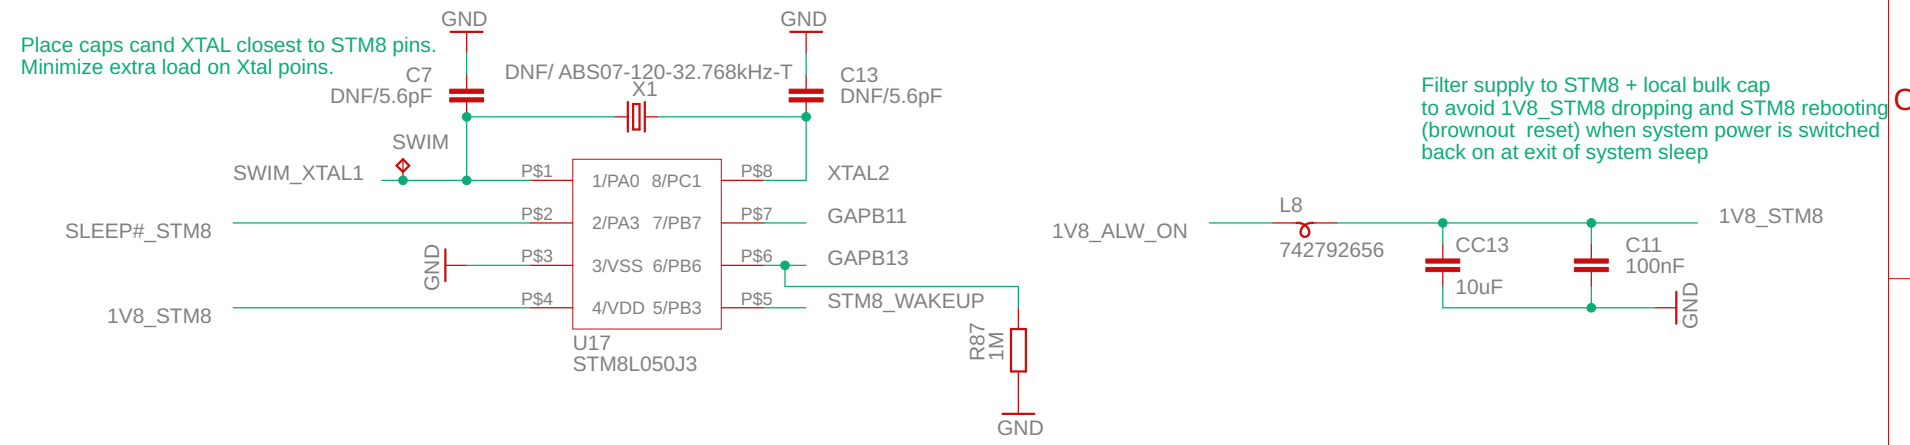 GND
GND
Place caps cand XTAL closest to STM8 pins.
Minimize extra load on Xtal poins.
C7
DNF/5.6pF
DNF/ ABS07-120-32.768kHz-T
X1
C13
DNF/5.6pF
SWIM
SWIM_XTAL1
P$1
1/PA0
8/PC1
P$8
XTAL2
SLEEP#_STM8
P$2
2/PA3
7/PB7
P$7
GAPB11
GND
P$3
3/VSS
6/PB6
P$6
GAPB13
1V8_STM8
P$4
4/VDD
5/PB3
P$5
STM8_WAKEUP
U17
STM8L050J3
R87
1M
GND
Filter supply to STM8 + local bulk cap
to avoid 1V8_STM8 dropping and STM8 rebooting
(brownout  reset) when system power is switched
back on at exit of system sleep
1V8_ALW_ON
L8
742792656
1V8_STM8
CC13
10uF
C11
100nF
GND